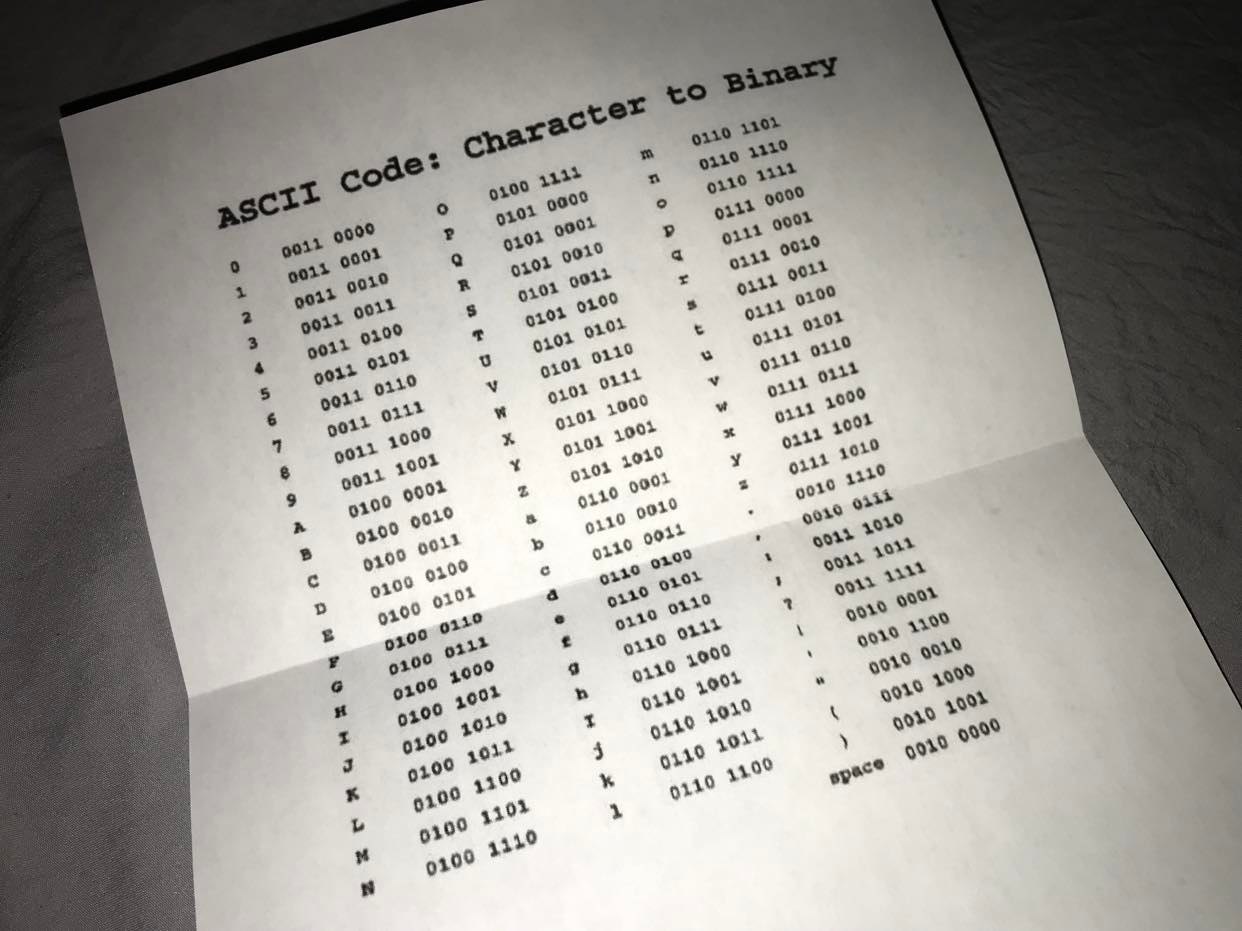 ASCII Code: Character to Binary
0 0011 0000 O 0100 1111 m 0110 1101
1 0011 0001 P 0101 0000 n 0110 1110
2 0011 0010 Q 0101 0001 o 0110 1111
3 0011 0011 R 0101 0010 p 0111 0000
4 0011 0100 S 0101 0011 q 0111 0001
5 0011 0101 T 0101 0100 r 0111 0010
6 0011 0110 U 0101 0101 s 0111 0011
7 0011 0111 V 0101 0110 t 0111 0100
8 0011 1000 W 0101 0111 u 0111 0101
9 0011 1001 X 0101 1000 v 0111 0110
A 0100 0001 Y 0101 1001 w 0111 0111
B 0100 0010 Z 0101 1010 x 0111 1000
C 0100 0011 a 0110 0001 y 0111 1001
D 0100 0100 b 0110 0010 z 0111 1010
E 0100 0101 c 0110 0011 . 0010 1110
F 0100 0110 d 0110 0100 ' 0010 0iii
G 0100 0111 e 0110 0101 : 0011 1010
H 0100 1000 f 0110 0110 ; 0011 1011
I 0100 1001 g 0110 0111 ? 0011 1111
J 0100 1010 h 0110 1000 ! 0010 0001
K 0100 1011 I 0110 1001 ' 0010 1100
L 0100 1100 j 0110 1010 " 0010 0010
M 0100 1101 k 0110 1011 ( 0010 1000
N 0100 1110 l 0110 1100 ) 0010 1001
space 0010 0000